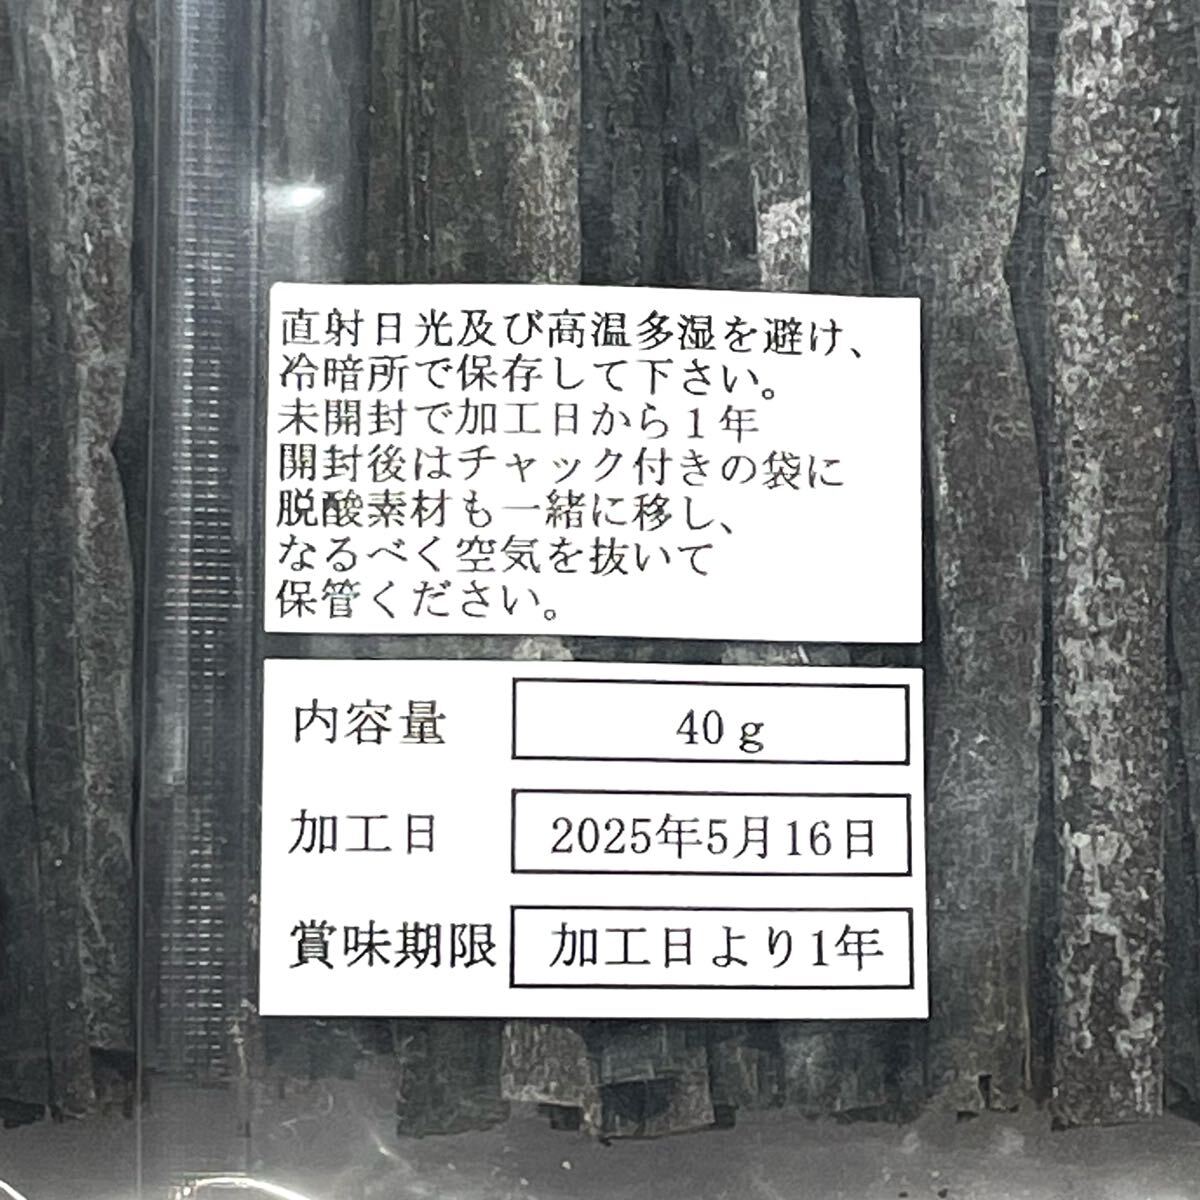 直射日光及び高温多湿を避け、
冷暗所で保存して下さい。
未開封で加工日から1年
開封後はチャック付きの袋に
脱酸素材も一緒に移し、
なるべく空気を抜いて
保管ください。
内容量 40g
加工日 2025年5月16日
賞味期限 加工日より1年